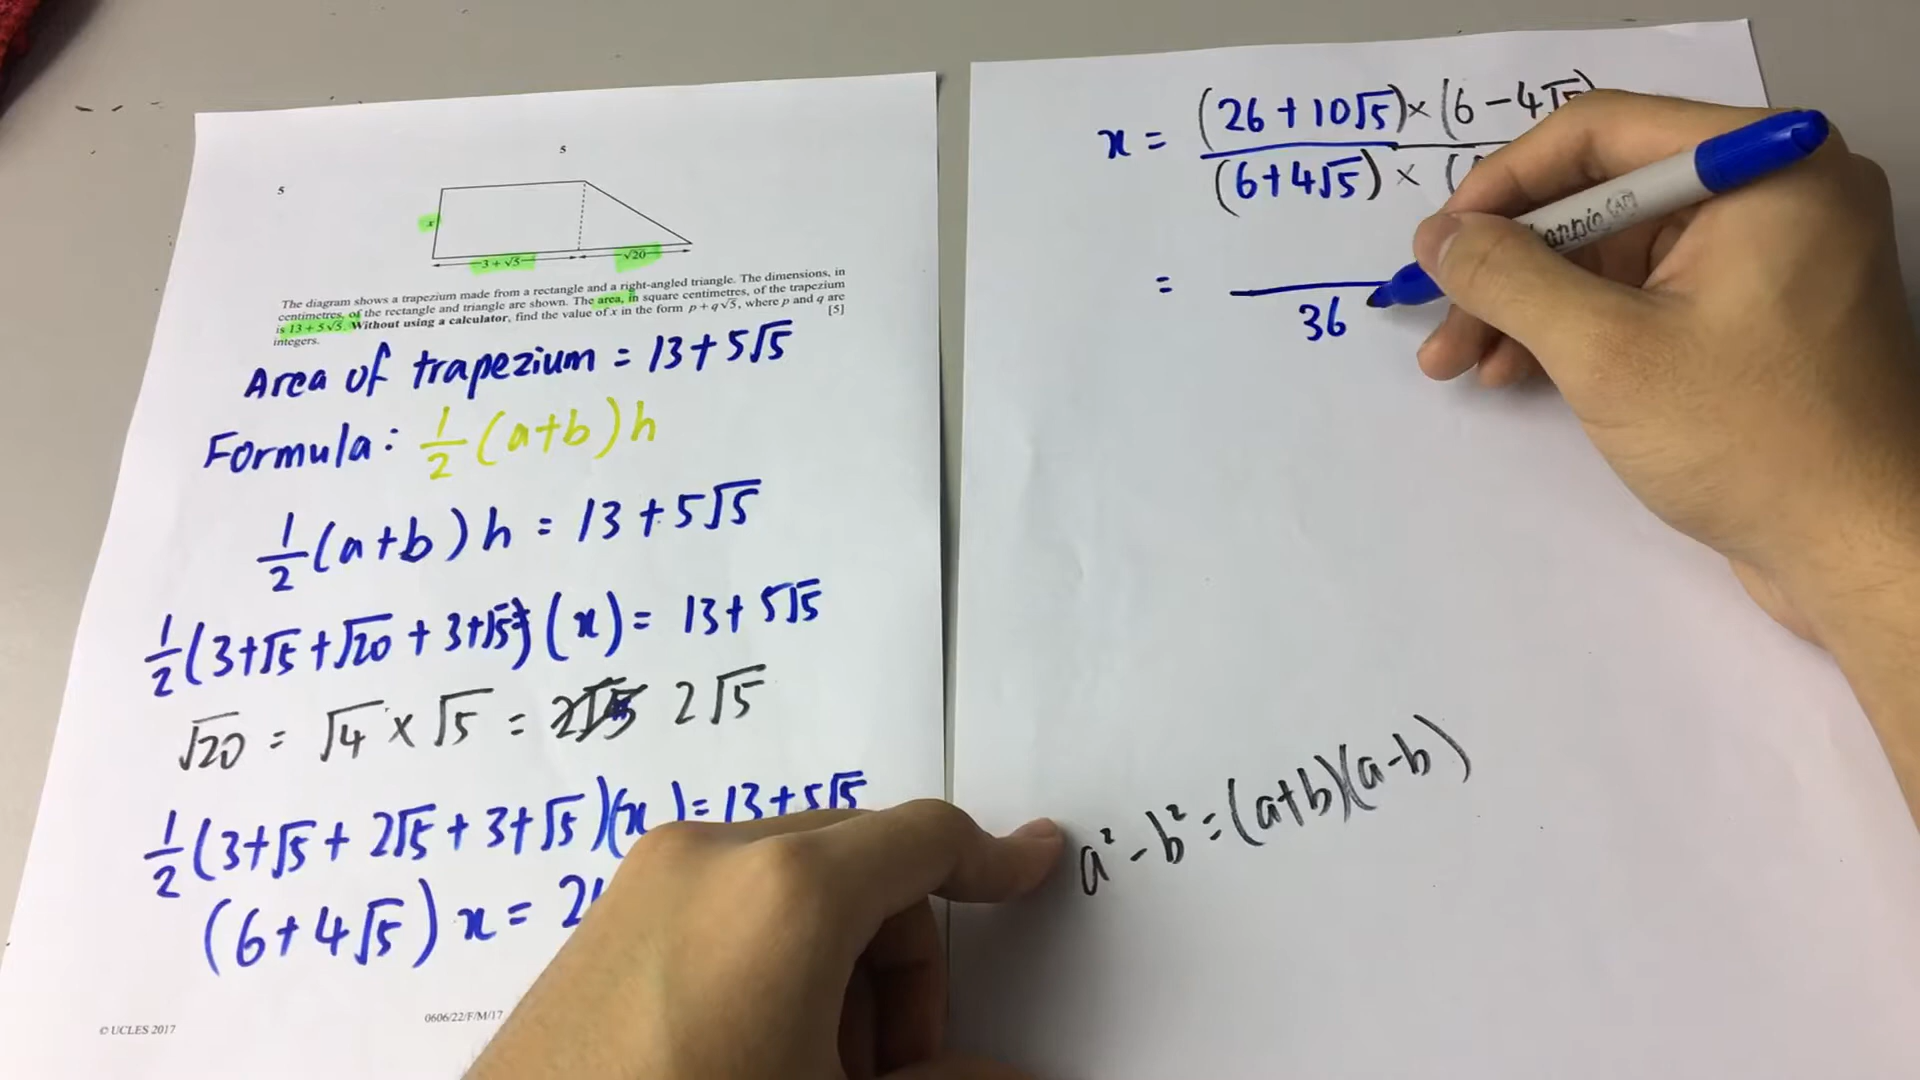 5
5
x
3 + √5
√20
The diagram shows a trapezium made from a rectangle and a right-angled triangle. The dimensions, in
centimetres, of the rectangle and triangle are shown. The area, in square centimetres, of the trapezium
is 13 + 5√5. Without using a calculator, find the value of x in the form p + q√5, where p and q are
integers. [5]
Area of trapezium = 13 + 5√5
Formula: 1/2 (a+b)h
1/2 (a+b)h = 13 + 5√5
1/2 (3+√5 + √20 + 3+√5)(x) = 13 + 5√5
√20 = √4 × √5 = 2√5
1/2 (3+√5 + 2√5 + 3+√5)(x) = 13 + 5√5
(6+4√5)x = 2
© UCLES 2017
0606/22/F/M/17
x = (26 + 10√5) × (6 − 4√5)
(6+4√5) × (
=
36
a² − b² = (a+b)(a−b)